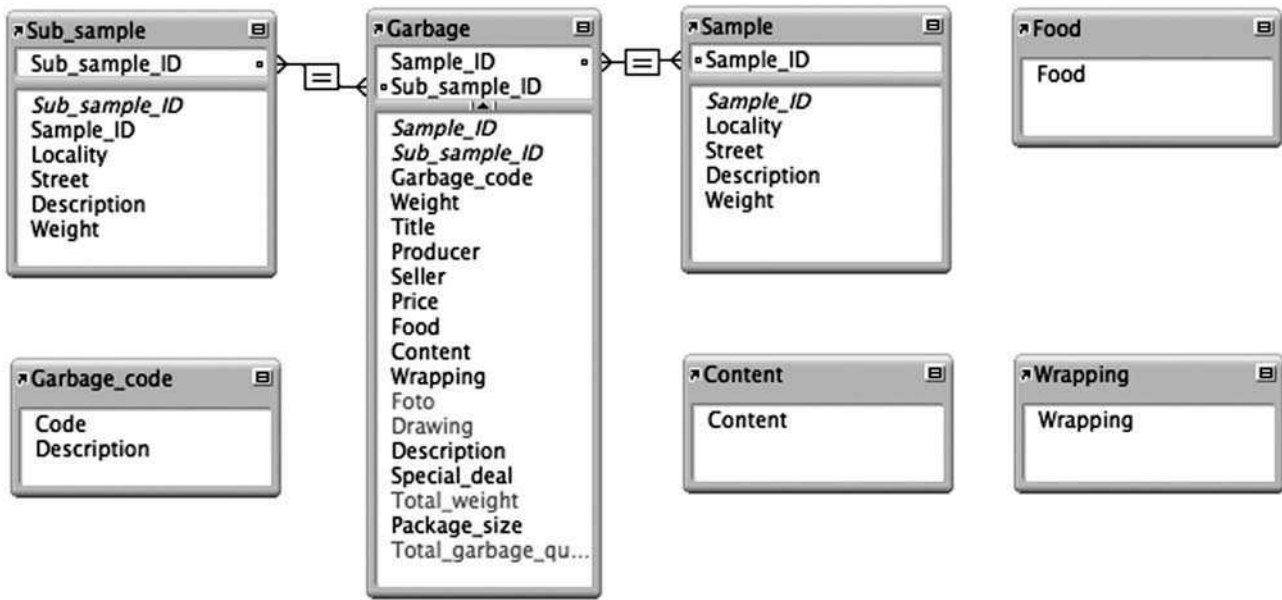 Sub_sample
Sub_sample_ID
Sub_sample_ID
Sample_ID
Locality
Street
Description
Weight
Garbage
Sample_ID
Sub_sample_ID
Sample_ID
Sub_sample_ID
Garbage_code
Weight
Title
Producer
Seller
Price
Food
Content
Wrapping
Foto
Drawing
Description
Special_deal
Total_weight
Package_size
Total_garbage_qu...
Sample
Sample_ID
Sample_ID
Locality
Street
Description
Weight
Food
Food
Garbage_code
Code
Description
Content
Content
Wrapping
Wrapping